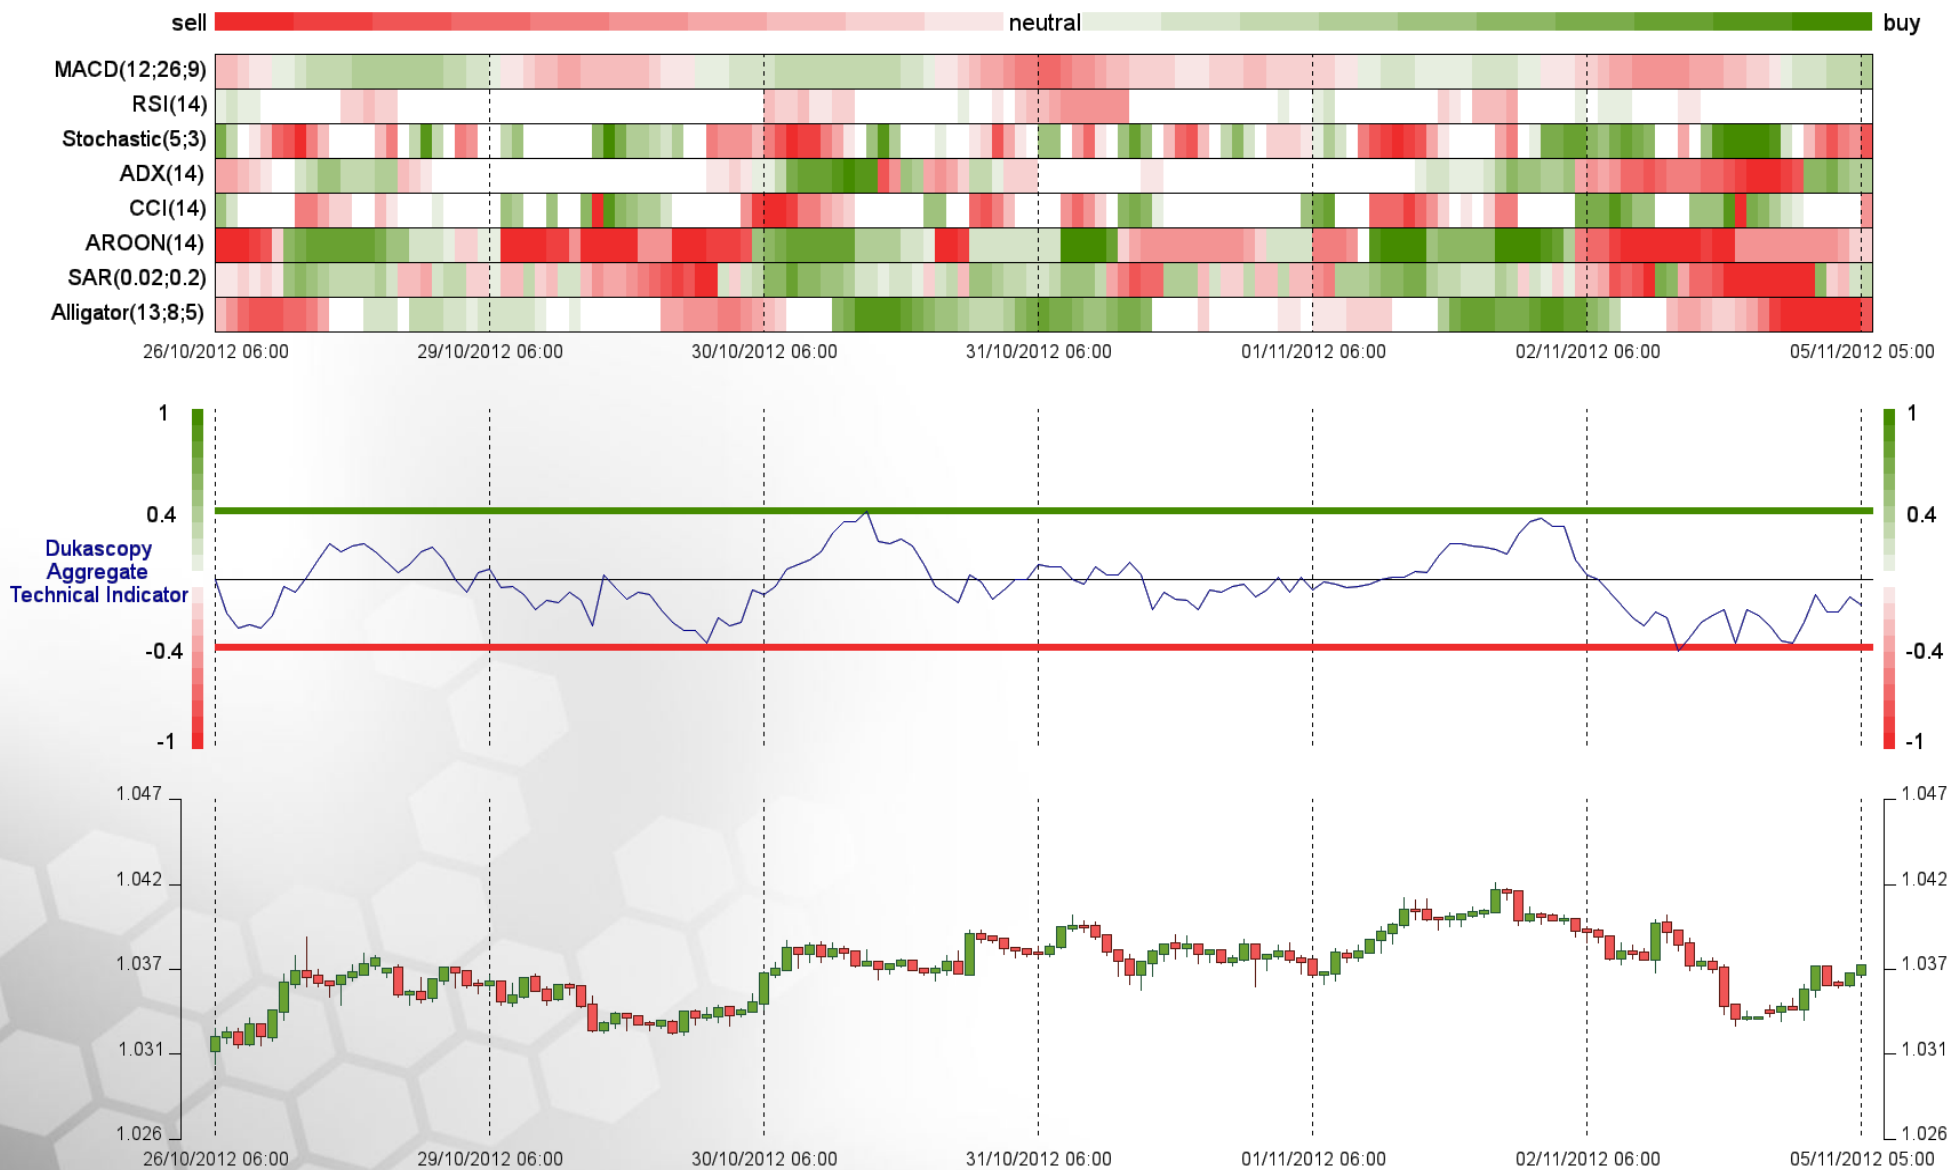 sell neutral buy
MACD(12;26;9)
RSI(14)
Stochastic(5;3)
ADX(14)
CCI(14)
AROON(14)
SAR(0.02;0.2)
Alligator(13;8;5)
26/10/2012 06:00 29/10/2012 06:00 30/10/2012 06:00 31/10/2012 06:00 01/11/2012 06:00 02/11/2012 06:00 05/11/2012 05:00
1 1
0.4 0.4
Dukascopy
Aggregate
Technical Indicator
-0.4 -0.4
-1 -1
1.047 1.047
1.042 1.042
1.037 1.037
1.031 1.031
1.026 1.026
26/10/2012 06:00 29/10/2012 06:00 30/10/2012 06:00 31/10/2012 06:00 01/11/2012 06:00 02/11/2012 06:00 05/11/2012 05:00